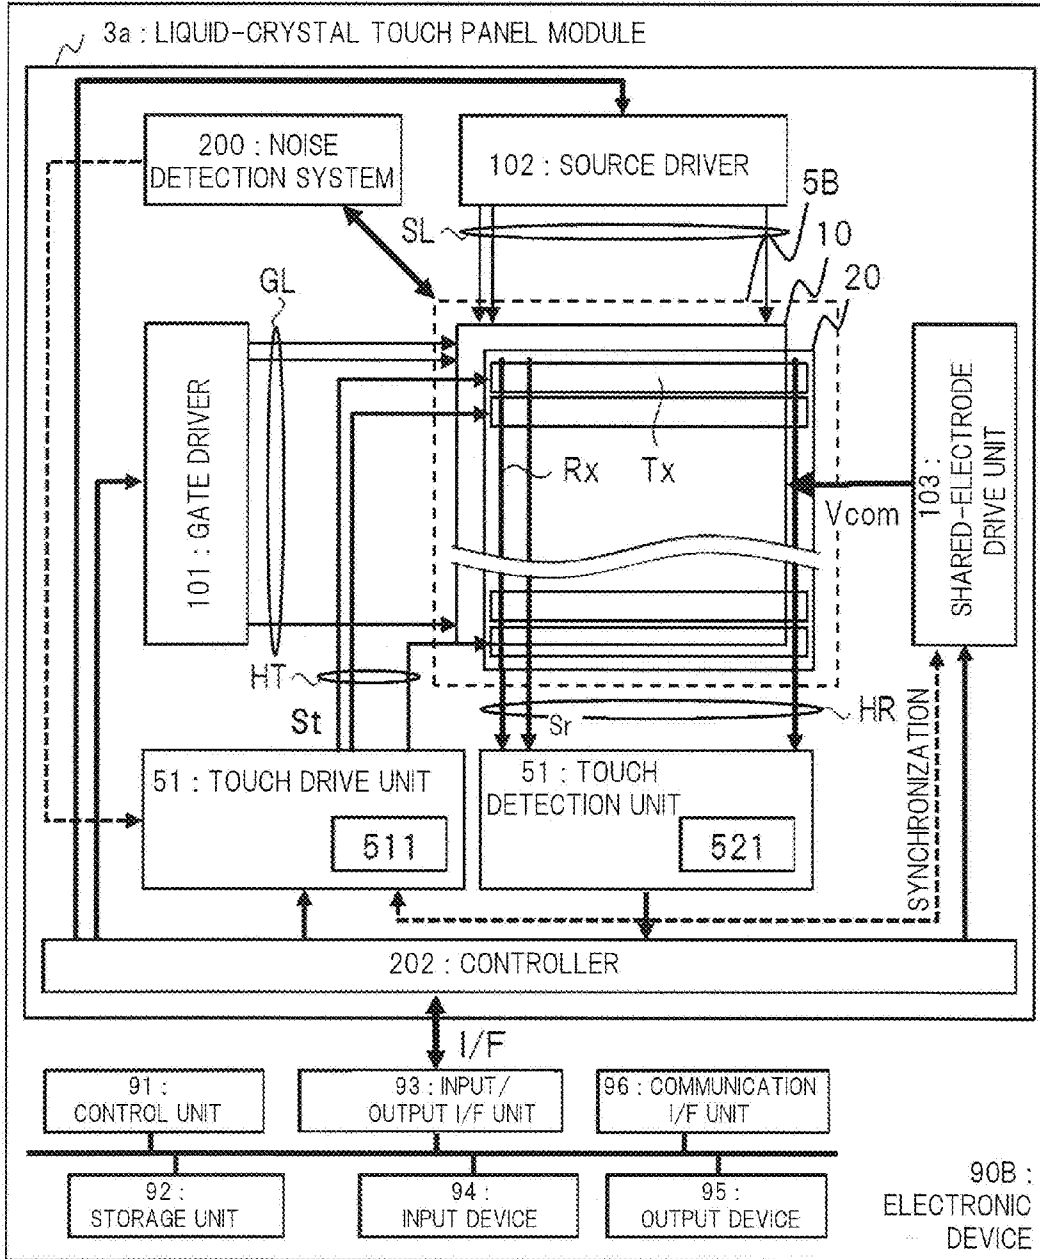 3a : LIQUID-CRYSTAL TOUCH PANEL MODULE
200 : NOISE
DETECTION SYSTEM
102 : SOURCE DRIVER
5B
SL
10
20
GL
101 : GATE DRIVER
Rx
Tx
Vcom
103 :
SHARED-ELECTRODE
DRIVE UNIT
HT
St
Sr
HR
51 : TOUCH DRIVE UNIT
511
51 : TOUCH
DETECTION UNIT
521
SYNCHRONIZATION
202 : CONTROLLER
I/F
91 :
CONTROL UNIT
93 : INPUT/
OUTPUT I/F UNIT
96 : COMMUNICATION
I/F UNIT
92 :
STORAGE UNIT
94 :
INPUT DEVICE
95 :
OUTPUT DEVICE
90B :
ELECTRONIC
DEVICE